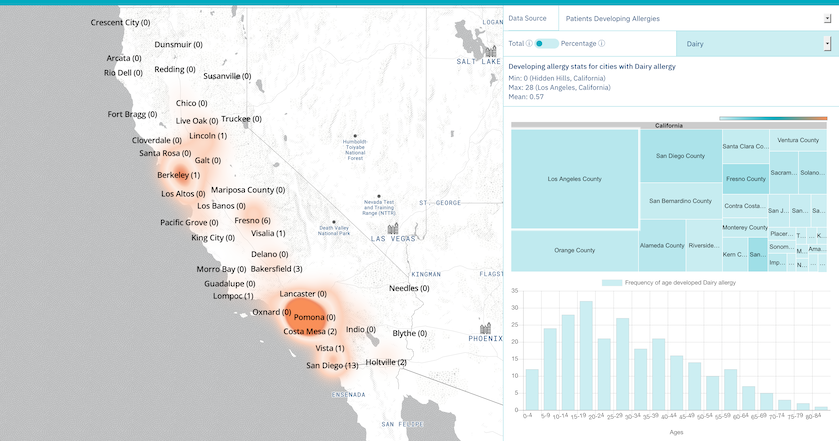 Crescent City (0)
LOGAN
Dunsmuir (0)
Arcata (0)
SALT LAKE
Rio Dell (0)
Redding (0)
Susanville (0)
Chico (0)
Fort Bragg (0)
Live Oak (0)
Truckee (0)
Cloverdale (0)
Lincoln (1)
Humboldt-
Toiyabe
National
Forest
Santa Rosa (0)
Galt (0)
Berkeley (1)
Los Altos (0)
Mariposa County (0)
Nevada Test
and Training
Range (NTTR)
ST. GEORGE
Los Banos (0)
Pacific Grove (0)
Fresno (6)
Death Valley
National Park
Visalia (1)
King City (0)
LAS VEGAS
Delano (0)
Morro Bay (0)
Bakersfield (3)
KINGMAN
FLAGST
Guadalupe (0)
Needles (0)
Lompoc (1)
Lancaster (0)
Oxnard (0)
Pomona (0)
Costa Mesa (2)
Indio (0)
Blythe (0)
PHOENIX
Vista (1)
San Diego (13)
Holtville (2)
ENSENADA
SAN FELIPE
Data Source
Patients Developing Allergies
Total
Percentage
Dairy
Developing allergy stats for cities with Dairy allergy
Min: 0 (Hidden Hills, California)
Max: 28 (Los Angeles, California)
Mean: 0.57
California
Los Angeles County
Orange County
San Diego County
San Bernardino County
Alameda County
Riverside...
Santa Clara Co...
Fresno County
Contra Costa...
Monterey County
Kern C...
San...
Ventura County
Sacram...
Solano...
San J...
San...
Sa...
Placer...
T...
K...
Sonom...
M...
Ama...
Imp...
...
N...
...
...
Frequency of age developed Dairy allergy
35
30
25
20
15
10
5
0
0-4
5-9
10-14
15-19
20-24
25-29
30-34
35-39
40-44
45-49
50-54
55-59
60-64
65-69
70-74
75-79
80-84
Ages